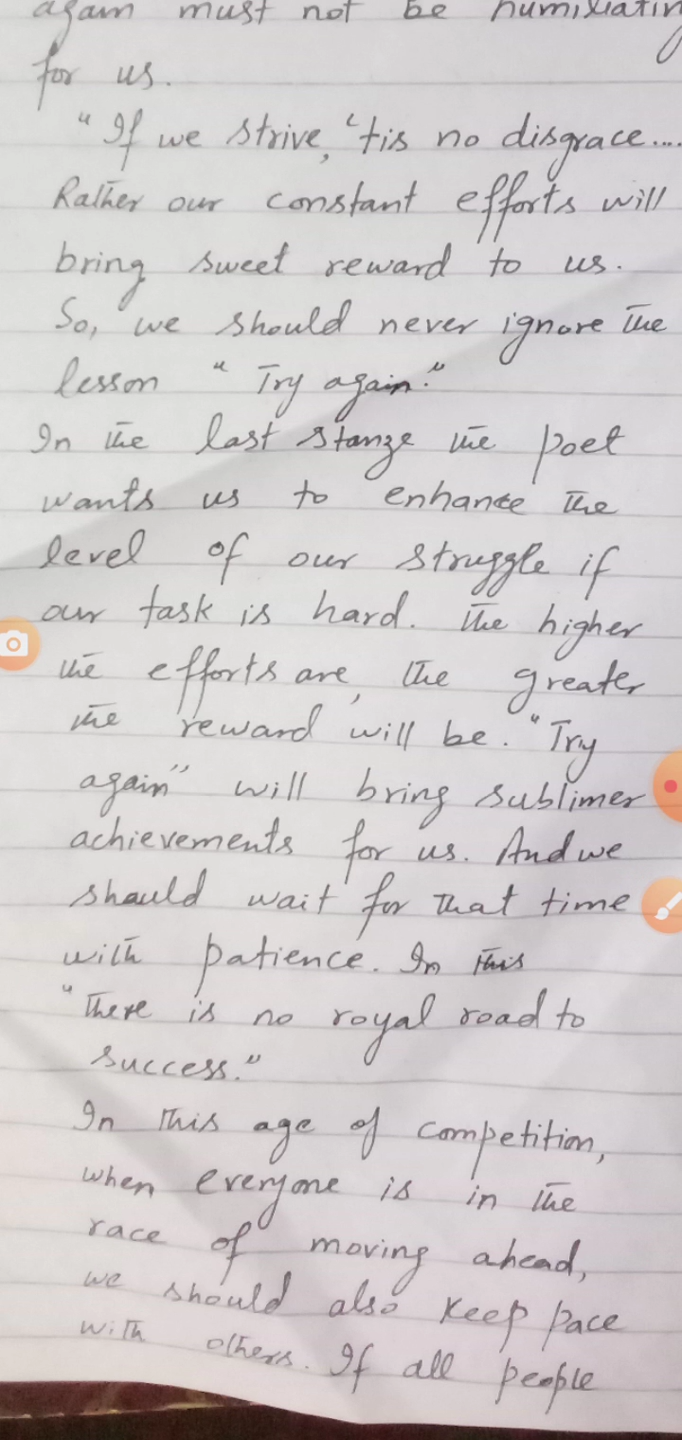 again must not be humiliating
for us.
"If we strive, 'tis no disgrace....
Rather our constant efforts will
bring sweet reward to us.
So, we should never ignore the
lesson "Try again."
In the last stanze the poet
wants us to enhance the
level of our struggle if
our task is hard. The higher
the efforts are, the greater
the reward will be. "Try
again" will bring sublimer
achievements for us. And we
should wait for that time
with patience. In this
"There is no royal road to
success."
In this age of competition,
when everyone is in the
race of moving ahead,
we should also keep pace
with others. If all people